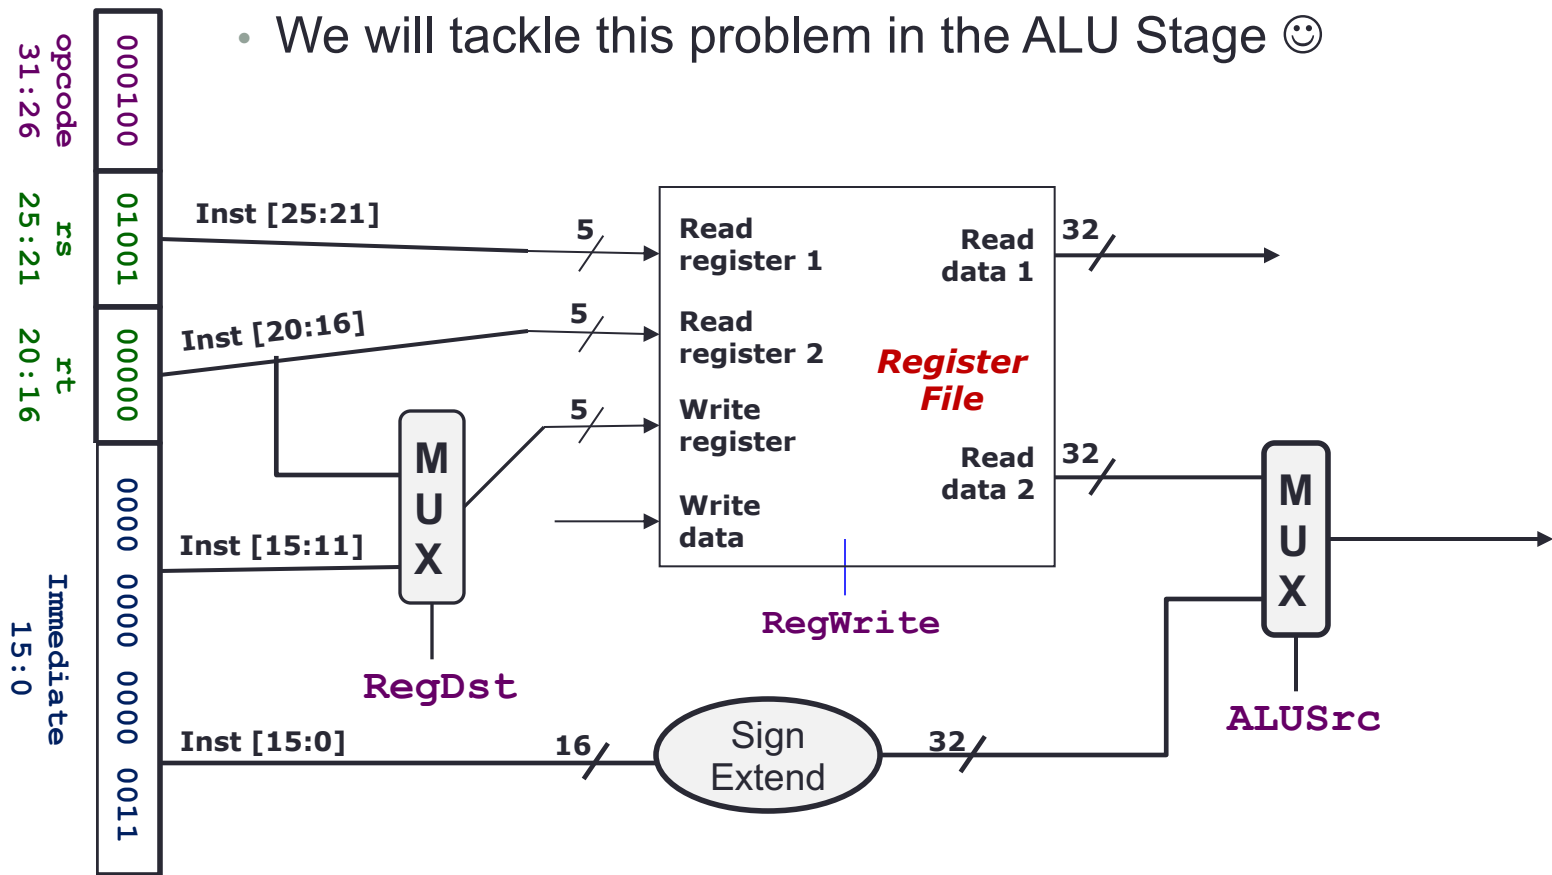 • We will tackle this problem in the ALU Stage ☺
opcode
31:26
000100
rs
25:21
01001
rt
20:16
00000
Immediate
15:0
0000 0000 0000 0011
Inst [25:21]
5
Inst [20:16]
5
5
Inst [15:11]
M
U
X
RegDst
Inst [15:0]
16
Sign
Extend
32
Read
register 1
Read
register 2
Write
register
Write
data
Register
File
Read
data 1
Read
data 2
RegWrite
32
32
M
U
X
ALUSrc